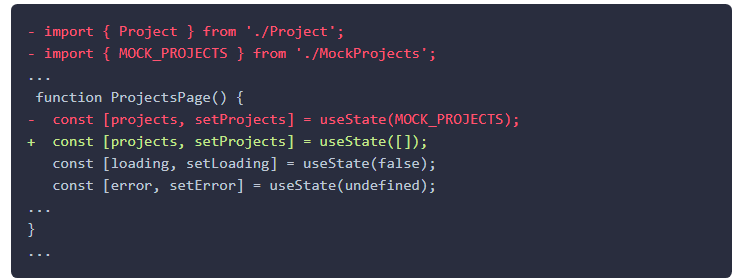 - import { Project } from './Project';
- import { MOCK_PROJECTS } from './MockProjects';
...
 function ProjectsPage() {
-  const [projects, setProjects] = useState(MOCK_PROJECTS);
+  const [projects, setProjects] = useState([]);
   const [loading, setLoading] = useState(false);
   const [error, setError] = useState(undefined);
...
}
...